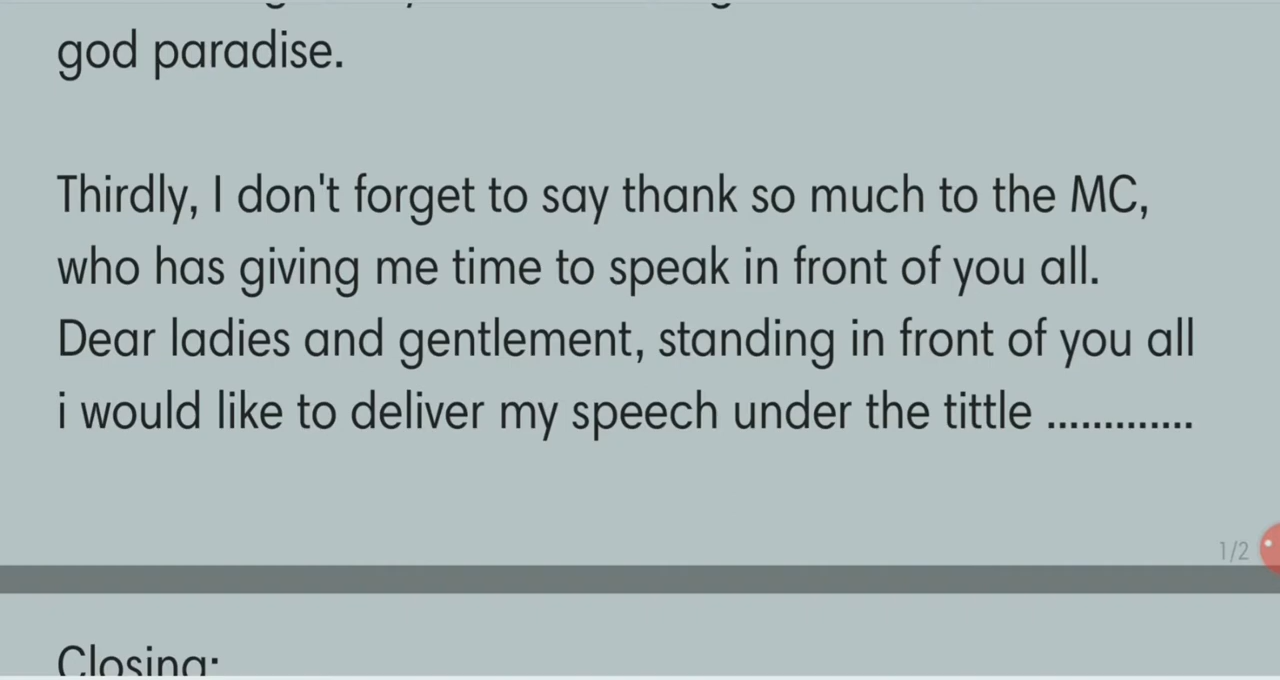 god paradise.
Thirdly, I don't forget to say thank so much to the MC,
who has giving me time to speak in front of you all.
Dear ladies and gentlement, standing in front of you all
i would like to deliver my speech under the tittle .............
1/2
Closing: